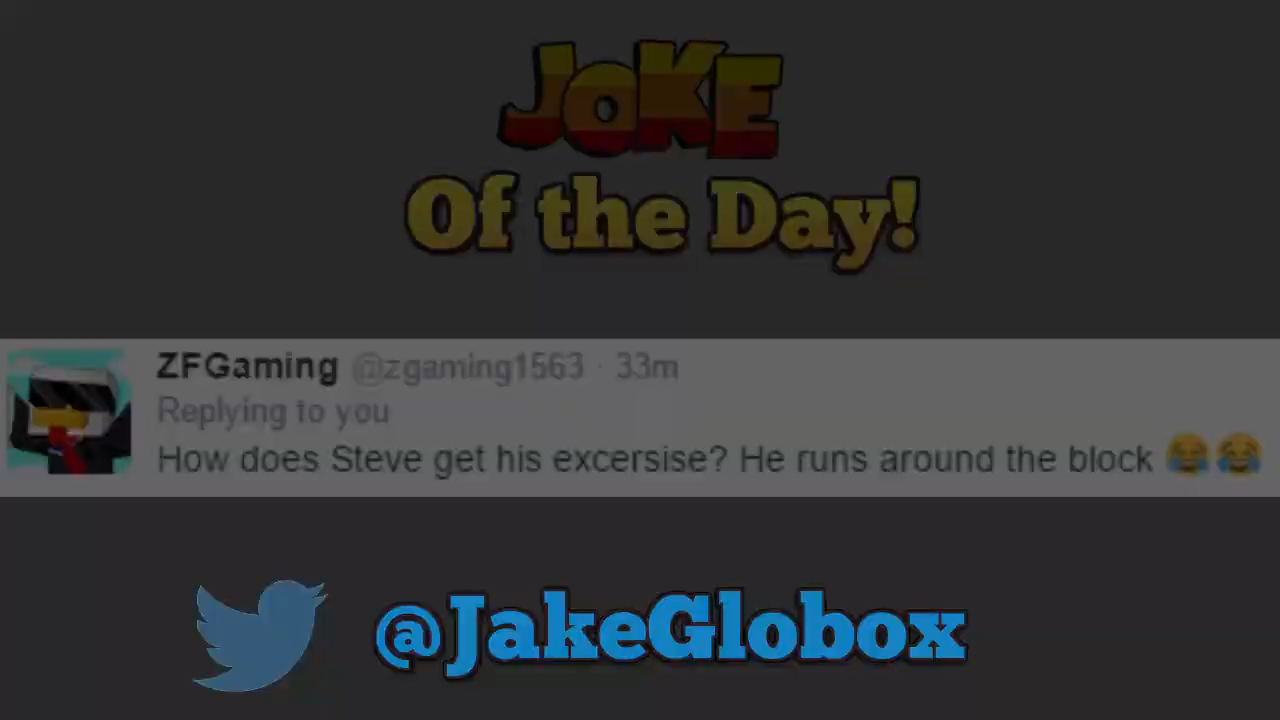 JOKE
Of the Day!
ZFGaming @zgaming1563 · 33m
Replying to you
How does Steve get his excersise? He runs around the block 😂😂
@JakeGlobox